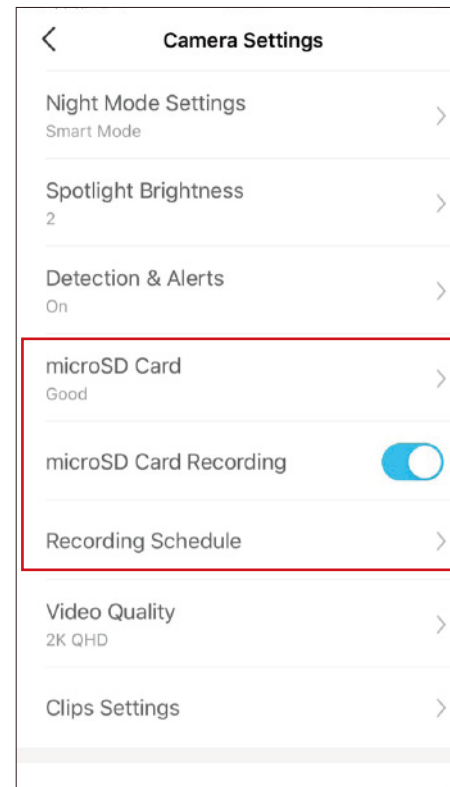 Camera Settings
Night Mode Settings
Smart Mode
Spotlight Brightness
2
Detection & Alerts
On
microSD Card
Good
microSD Card Recording
Recording Schedule
Video Quality
2K QHD
Clips Settings